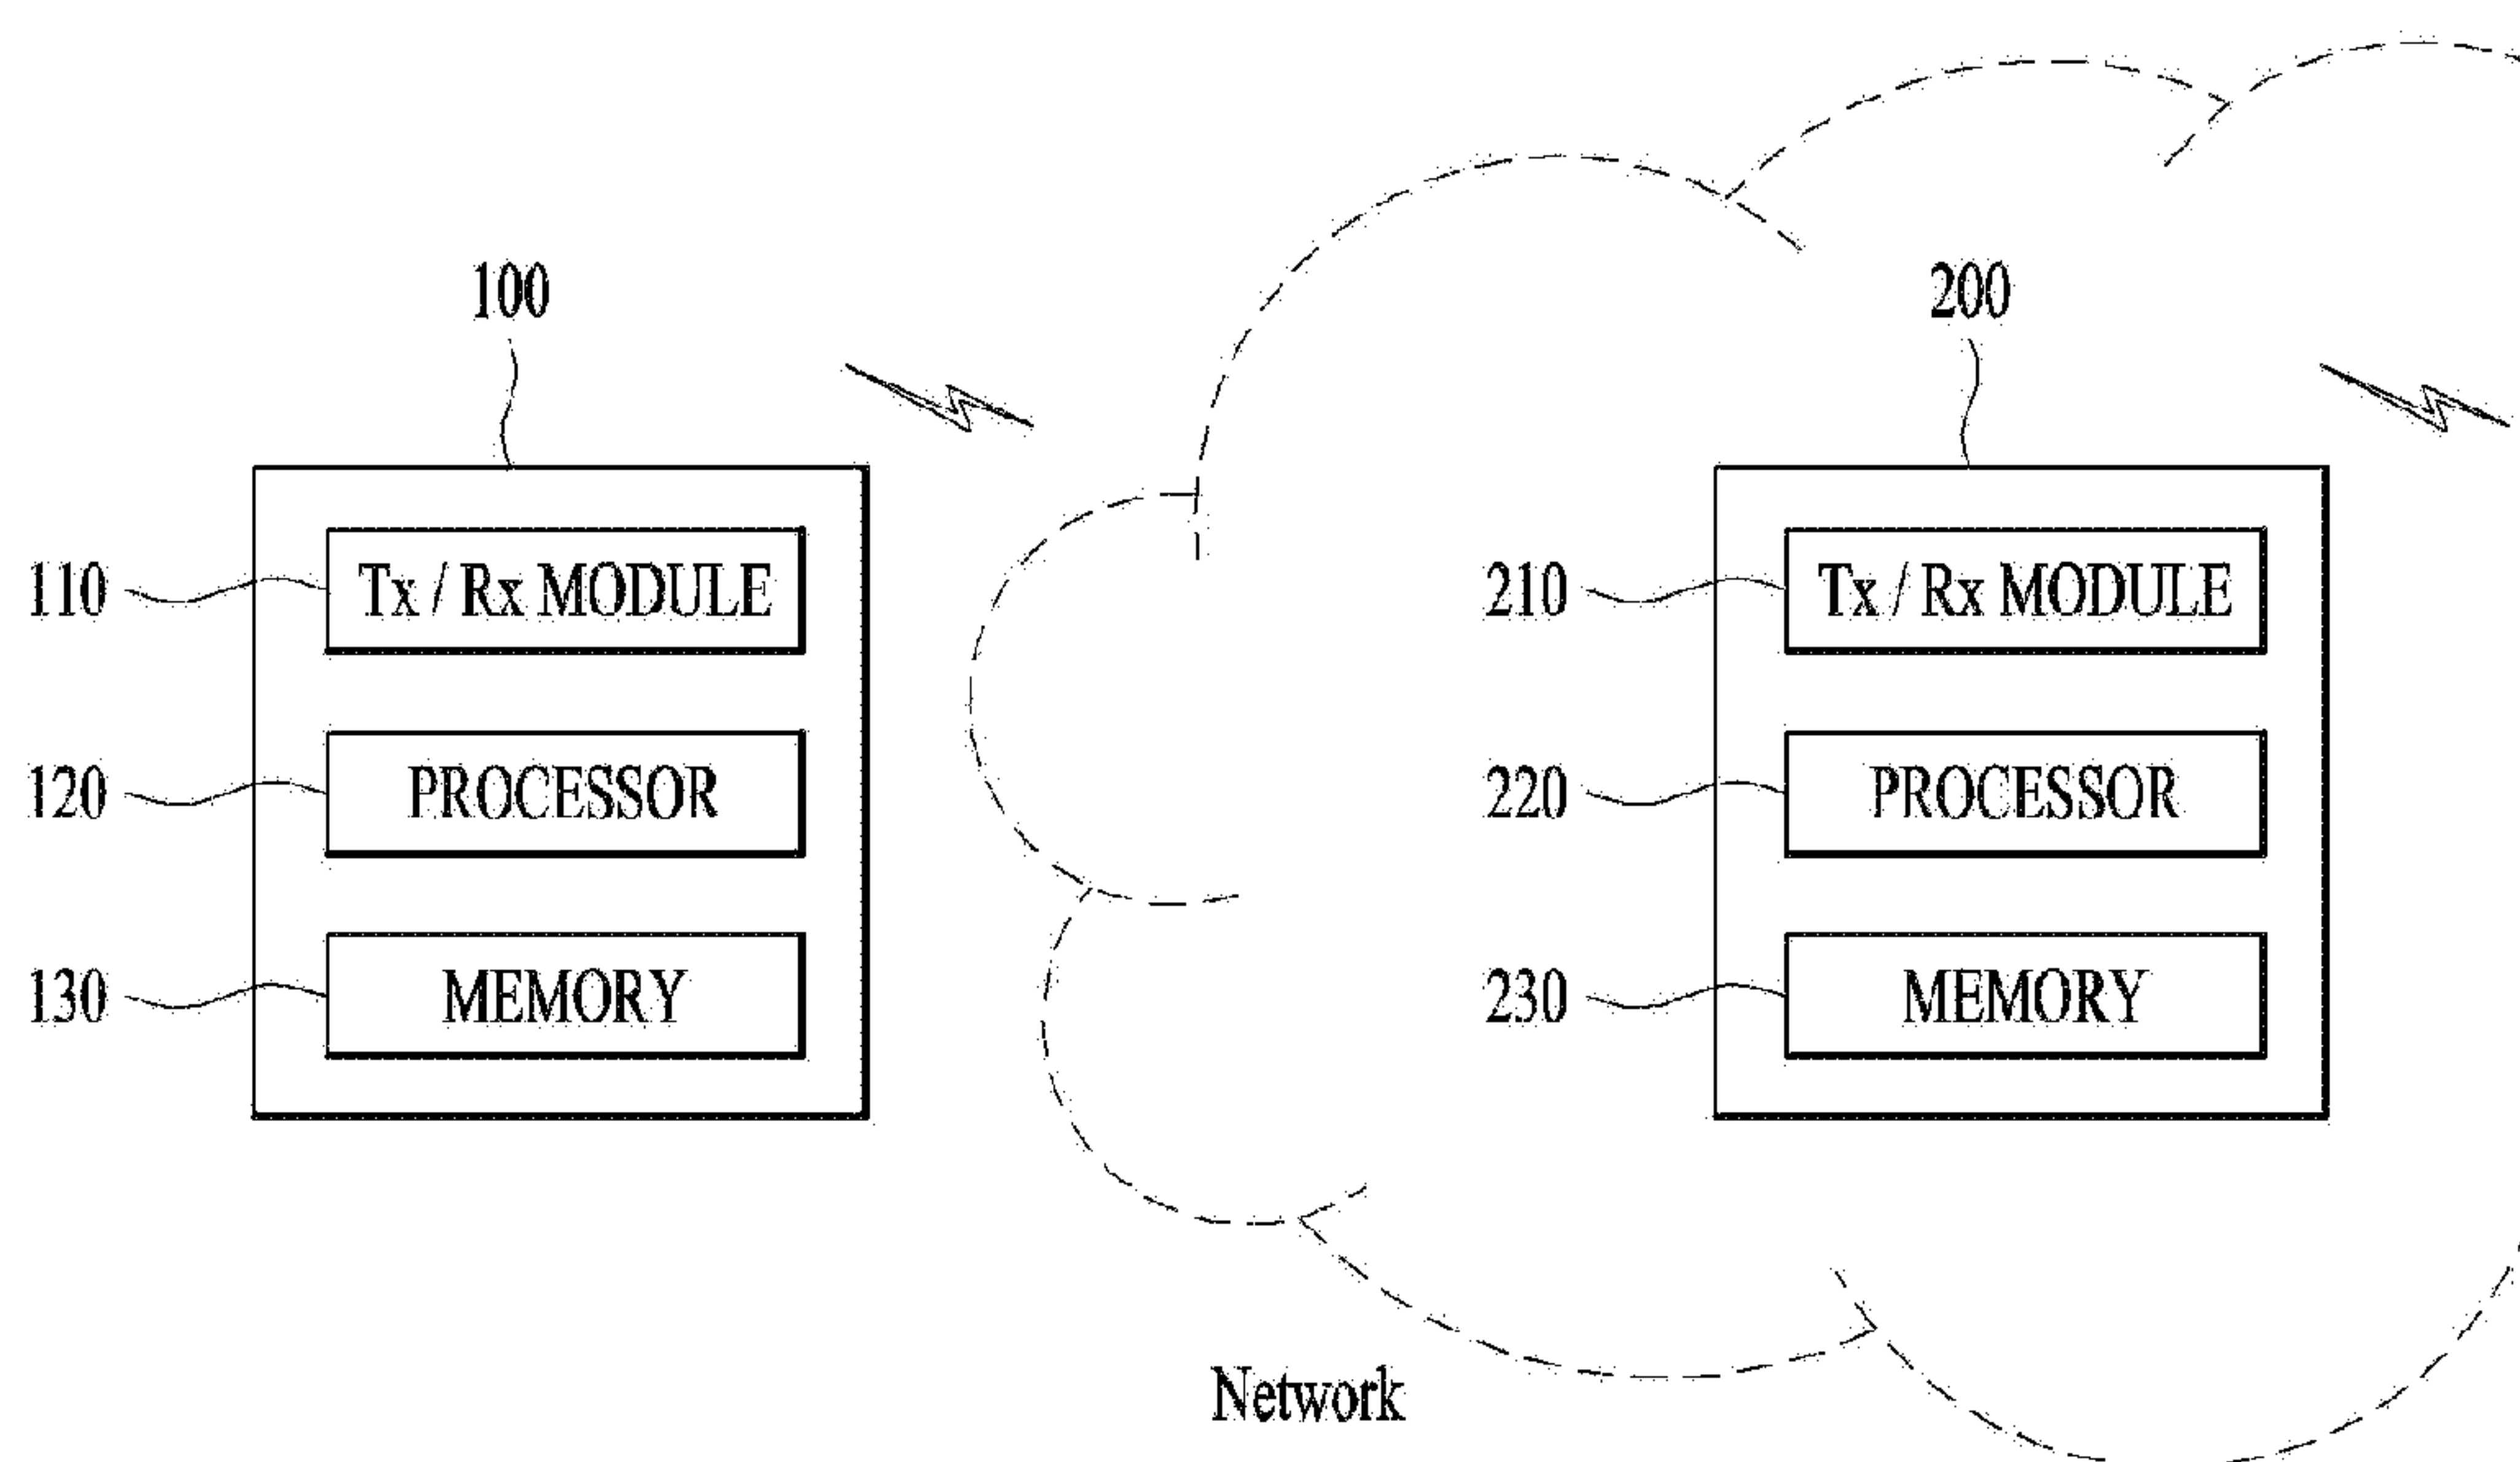 100
200
110
Tx / Rx MODULE
210
Tx / Rx MODULE
120
PROCESSOR
220
PROCESSOR
130
MEMORY
230
MEMORY
Network